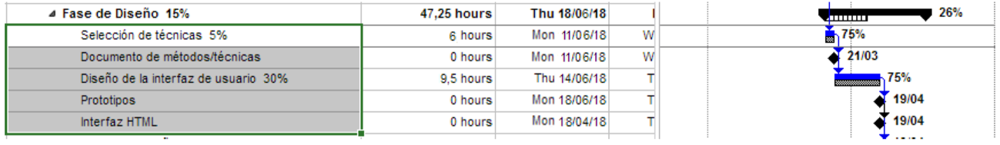 Fase de Diseño 15% 47,25 hours Thu 18/06/18 26%
Selección de técnicas 5% 6 hours Mon 11/06/18 W 75%
Documento de métodos/técnicas 0 hours Mon 11/06/18 W 21/03
Diseño de la interfaz de usuario 30% 9,5 hours Thu 14/06/18 T 75%
Prototipos 0 hours Mon 18/06/18 T 19/04
Interfaz HTML 0 hours Mon 18/04/18 T 19/04